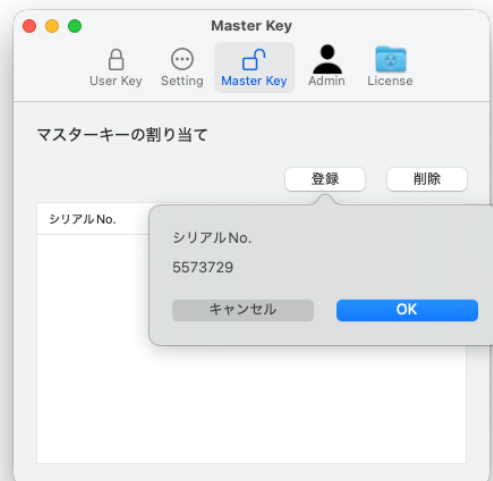 Master Key
User Key
Setting
Master Key
Admin
License
マスターキーの割り当て
登録
削除
シリアルNo.
シリアルNo.
5573729
キャンセル
OK